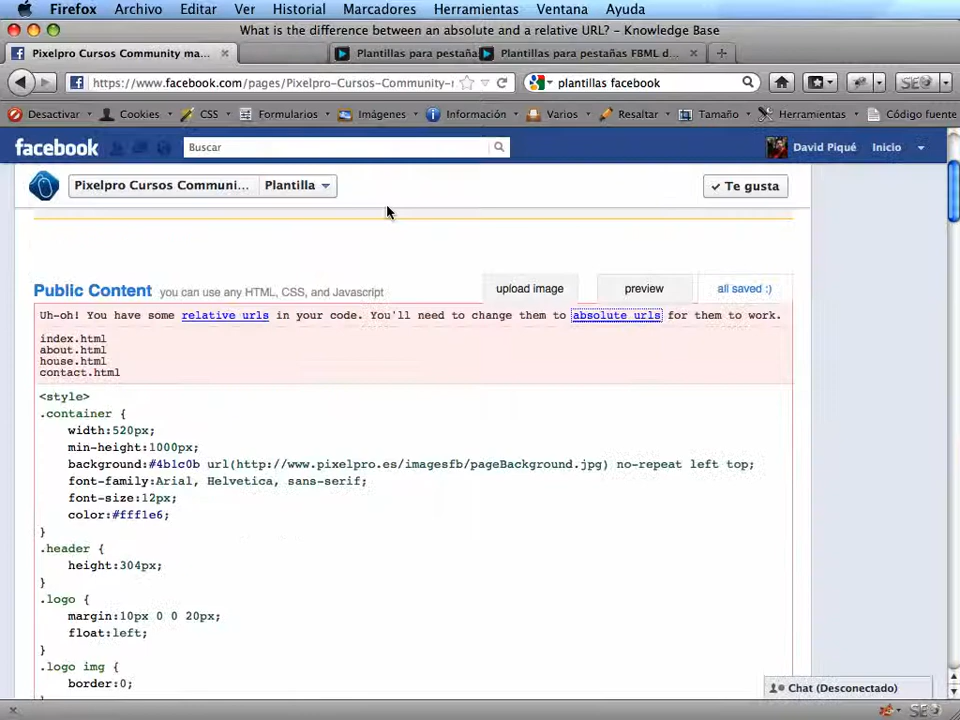 Firefox Archivo Editar Ver Historial Marcadores Herramientas Ventana Ayuda
What is the difference between an absolute and a relative URL? – Knowledge Base
Pixelpro Cursos Community ma... Plantillas para pestaña Plantillas para pestañas FBML d...
https://www.facebook.com/pages/Pixelpro-Cursos-Community- plantillas facebook
Desactivar Cookies CSS Formularios Imágenes Información Varios Resaltar Tamaño Herramientas Código fuente
facebook Buscar David Piqué Inicio
Pixelpro Cursos Communi... Plantilla Te gusta
Public Content you can use any HTML, CSS, and Javascript upload image preview all saved :)
Uh-oh! You have some relative urls in your code. You'll need to change them to absolute urls for them to work.
index.html
about.html
house.html
contact.html
<style>
.container {
width:520px;
min-height:1000px;
background:#4b1c0b url(http://www.pixelpro.es/imagesfb/pageBackground.jpg) no-repeat left top;
font-family:Arial, Helvetica, sans-serif;
font-size:12px;
color:#fff1e6;
}
.header {
height:304px;
}
.logo {
margin:10px 0 0 20px;
float:left;
}
.logo img {
border:0;
Chat (Desconectado)